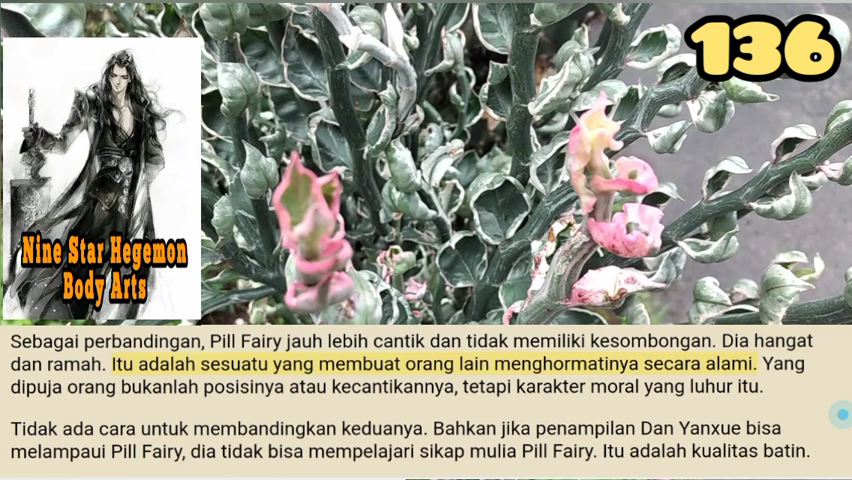 136
Nine Star Hegemon
Body Arts
Sebagai perbandingan, Pill Fairy jauh lebih cantik dan tidak memiliki kesombongan. Dia hangat
dan ramah. Itu adalah sesuatu yang membuat orang lain menghormatinya secara alami. Yang
dipuja orang bukanlah posisinya atau kecantikannya, tetapi karakter moral yang luhur itu.
Tidak ada cara untuk membandingkan keduanya. Bahkan jika penampilan Dan Yanxue bisa
melampaui Pill Fairy, dia tidak bisa mempelajari sikap mulia Pill Fairy. Itu adalah kualitas batin.